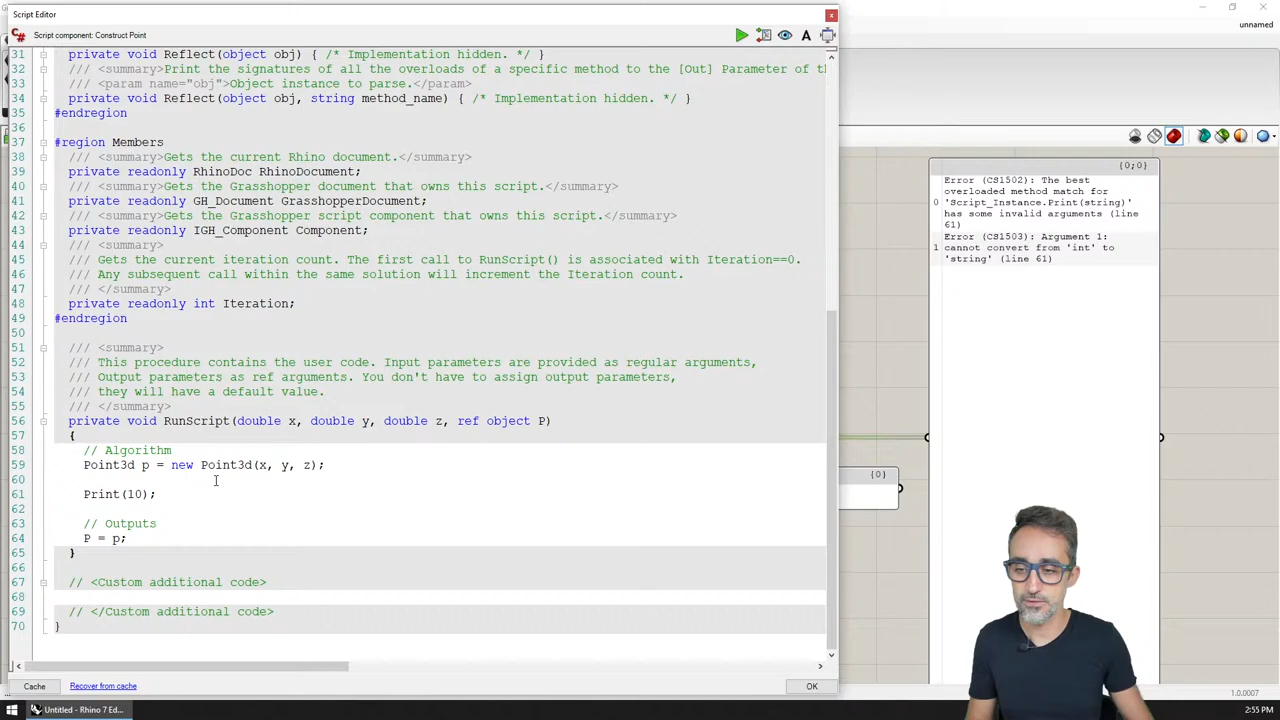 Script Editor
unnamed
C# Script component: Construct Point
31 private void Reflect(object obj) { /* Implementation hidden. */ }
32 /// <summary>Print the signatures of all the overloads of a specific method to the [Out] Parameter of th
33 /// <param name="obj">Object instance to parse.</param>
34 private void Reflect(object obj, string method_name) { /* Implementation hidden. */ }
35 #endregion
36
37 #region Members
38 /// <summary>Gets the current Rhino document.</summary>
39 private readonly RhinoDoc RhinoDocument;
40 /// <summary>Gets the Grasshopper document that owns this script.</summary>
41 private readonly GH_Document GrasshopperDocument;
42 /// <summary>Gets the Grasshopper script component that owns this script.</summary>
43 private readonly IGH_Component Component;
44 /// <summary>
45 /// Gets the current iteration count. The first call to RunScript() is associated with Iteration==0.
46 /// Any subsequent call within the same solution will increment the Iteration count.
47 /// </summary>
48 private readonly int Iteration;
49 #endregion
50
51 /// <summary>
52 /// This procedure contains the user code. Input parameters are provided as regular arguments,
53 /// Output parameters as ref arguments. You don't have to assign output parameters,
54 /// they will have a default value.
55 /// </summary>
56 private void RunScript(double x, double y, double z, ref object P)
57 {
58 // Algorithm
59 Point3d p = new Point3d(x, y, z);
60
61 Print(10);
62
63 // Outputs
64 P = p;
65 }
66
67 // <Custom additional code>
68
69 // </Custom additional code>
70 }
Cache
Recover from cache
OK
{0;0}
0 Error (CS1502): The best
overloaded method match for
'Script_Instance.Print(string)'
has some invalid arguments (line
61)
1 Error (CS1503): Argument 1:
cannot convert from 'int' to
'string' (line 61)
{0}
1.0.0007
Untitled - Rhino 7 Ed...
2:55 PM